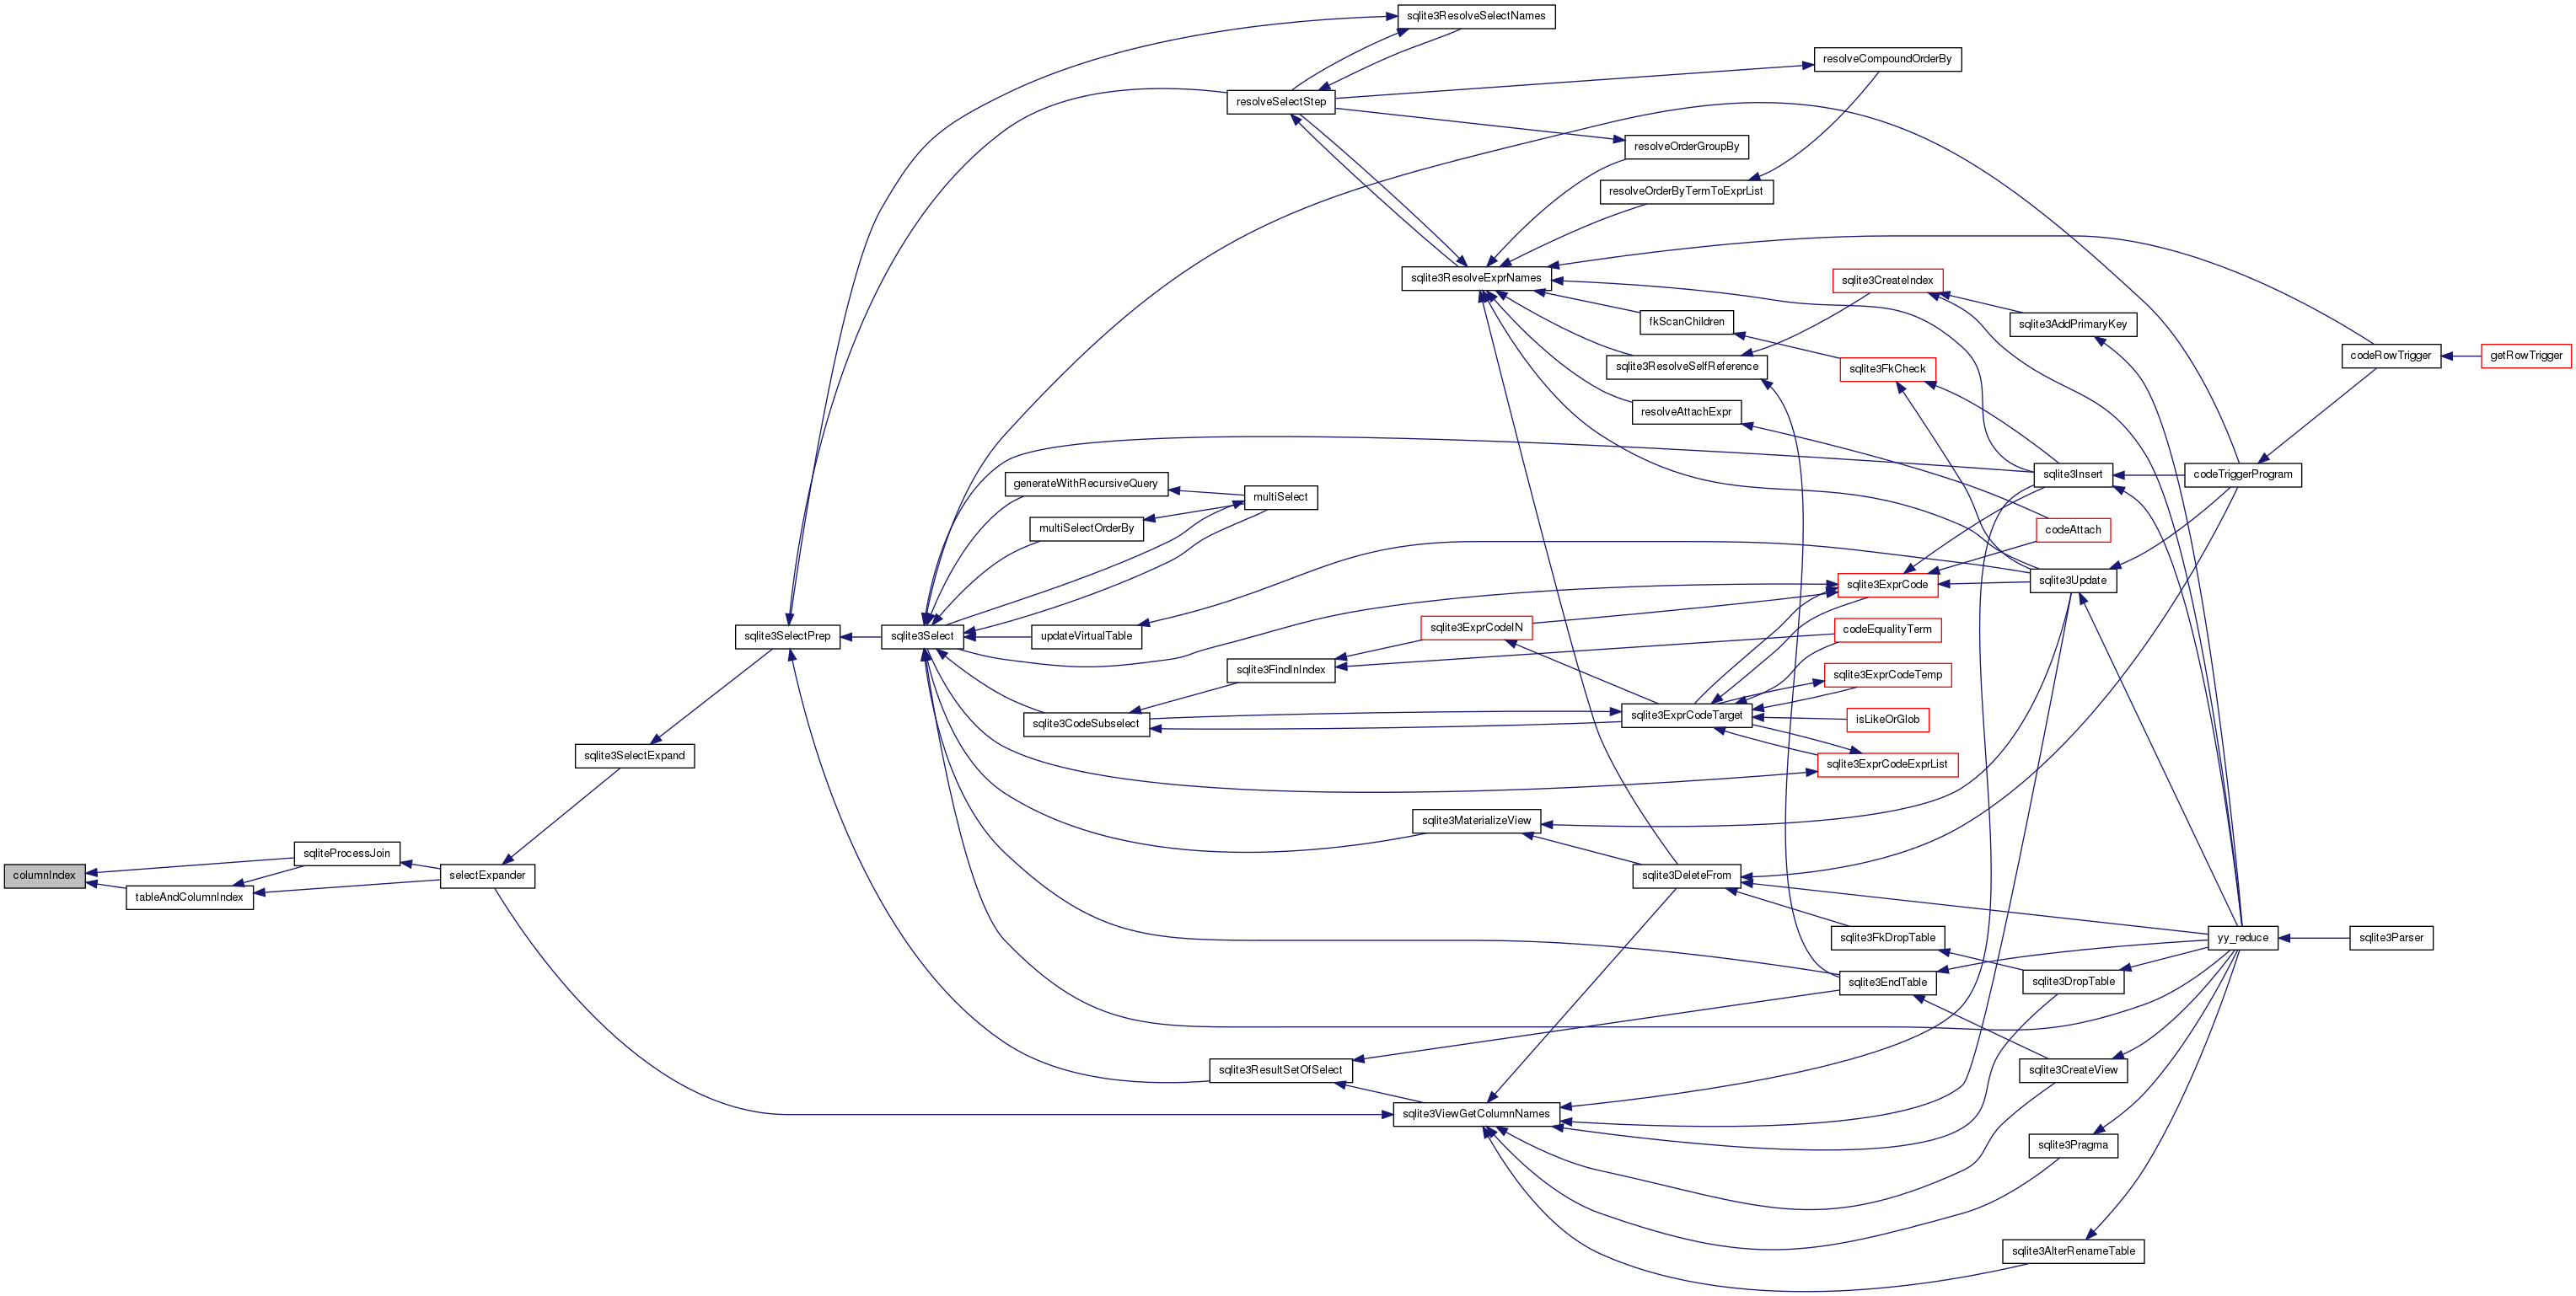 sqlite3ResolveSelectNames
resolveCompoundOrderBy
resolveSelectStep
resolveOrderGroupBy
resolveOrderByTermToExprList
sqlite3ResolveExprNames
sqlite3CreateIndex
fkScanChildren
sqlite3AddPrimaryKey
codeRowTrigger
getRowTrigger
sqlite3ResolveSelfReference
sqlite3FkCheck
resolveAttachExpr
generateWithRecursiveQuery
multiSelect
sqlite3Insert
codeTriggerProgram
multiSelectOrderBy
codeAttach
sqlite3ExprCode
sqlite3Update
sqlite3SelectPrep
sqlite3Select
updateVirtualTable
sqlite3ExprCodeIN
codeEqualityTerm
sqlite3FindInIndex
sqlite3ExprCodeTemp
sqlite3CodeSubselect
sqlite3ExprCodeTarget
isLikeOrGlob
sqlite3SelectExpand
sqlite3ExprCodeExprList
sqlite3MaterializeView
sqliteProcessJoin
columnIndex
selectExpander
sqlite3DeleteFrom
tableAndColumnIndex
sqlite3FkDropTable
yy_reduce
sqlite3Parser
sqlite3EndTable
sqlite3DropTable
sqlite3ResultSetOfSelect
sqlite3CreateView
sqlite3ViewGetColumnNames
sqlite3Pragma
sqlite3AlterRenameTable